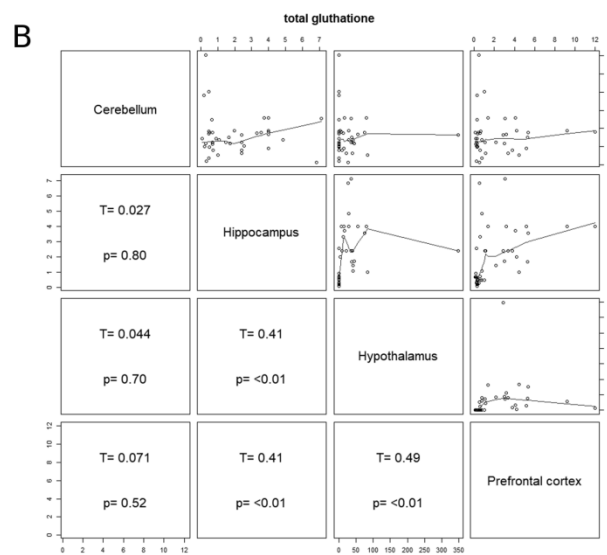 B
total gluthatione
0 1 2 3 4 5 6 7
0 2 4 6 8 10 12
Cerebellum
0 1 2 3 4 5 6 7
T= 0.027
p= 0.80
Hippocampus
T= 0.044
p= 0.70
T= 0.41
p= <0.01
Hypothalamus
0 2 4 6 8 10 12
T= 0.071
p= 0.52
T= 0.41
p= <0.01
T= 0.49
p= <0.01
Prefrontal cortex
0 2 4 6 8 10 12
0 50 100 150 200 250 300 350